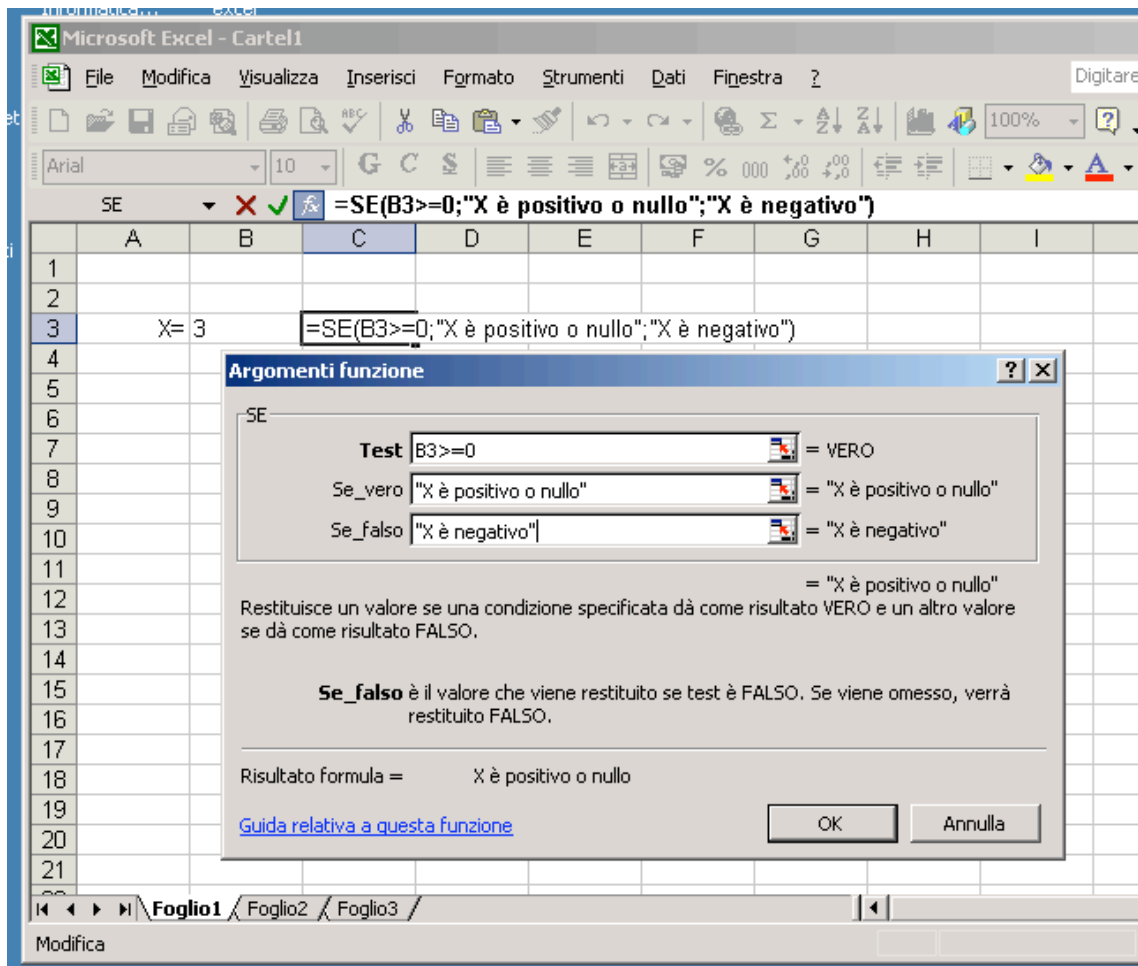 Informatica... excel
Microsoft Excel - Cartel1
File Modifica Visualizza Inserisci Formato Strumenti Dati Finestra ? Digitare
ABC Σ A Z Z A 100% ?
Arial 10 G C S % 000 A
SE fx =SE(B3>=0;"X è positivo o nullo";"X è negativo")
A B C D E F G H I
1
2
3 X= 3 =SE(B3>=0;"X è positivo o nullo";"X è negativo")
4
Argomenti funzione ? X
5
6 SE
7 Test B3>=0 = VERO
8 Se_vero "X è positivo o nullo" = "X è positivo o nullo"
9
10 Se_falso "X è negativo" = "X è negativo"
11
= "X è positivo o nullo"
12 Restituisce un valore se una condizione specificata dà come risultato VERO e un altro valore
13 se dà come risultato FALSO.
14
15 Se_falso è il valore che viene restituito se test è FALSO. Se viene omesso, verrà
16 restituito FALSO.
17
18 Risultato formula = X è positivo o nullo
19
20 Guida relativa a questa funzione OK Annulla
21
Foglio1 Foglio2 Foglio3
Modifica